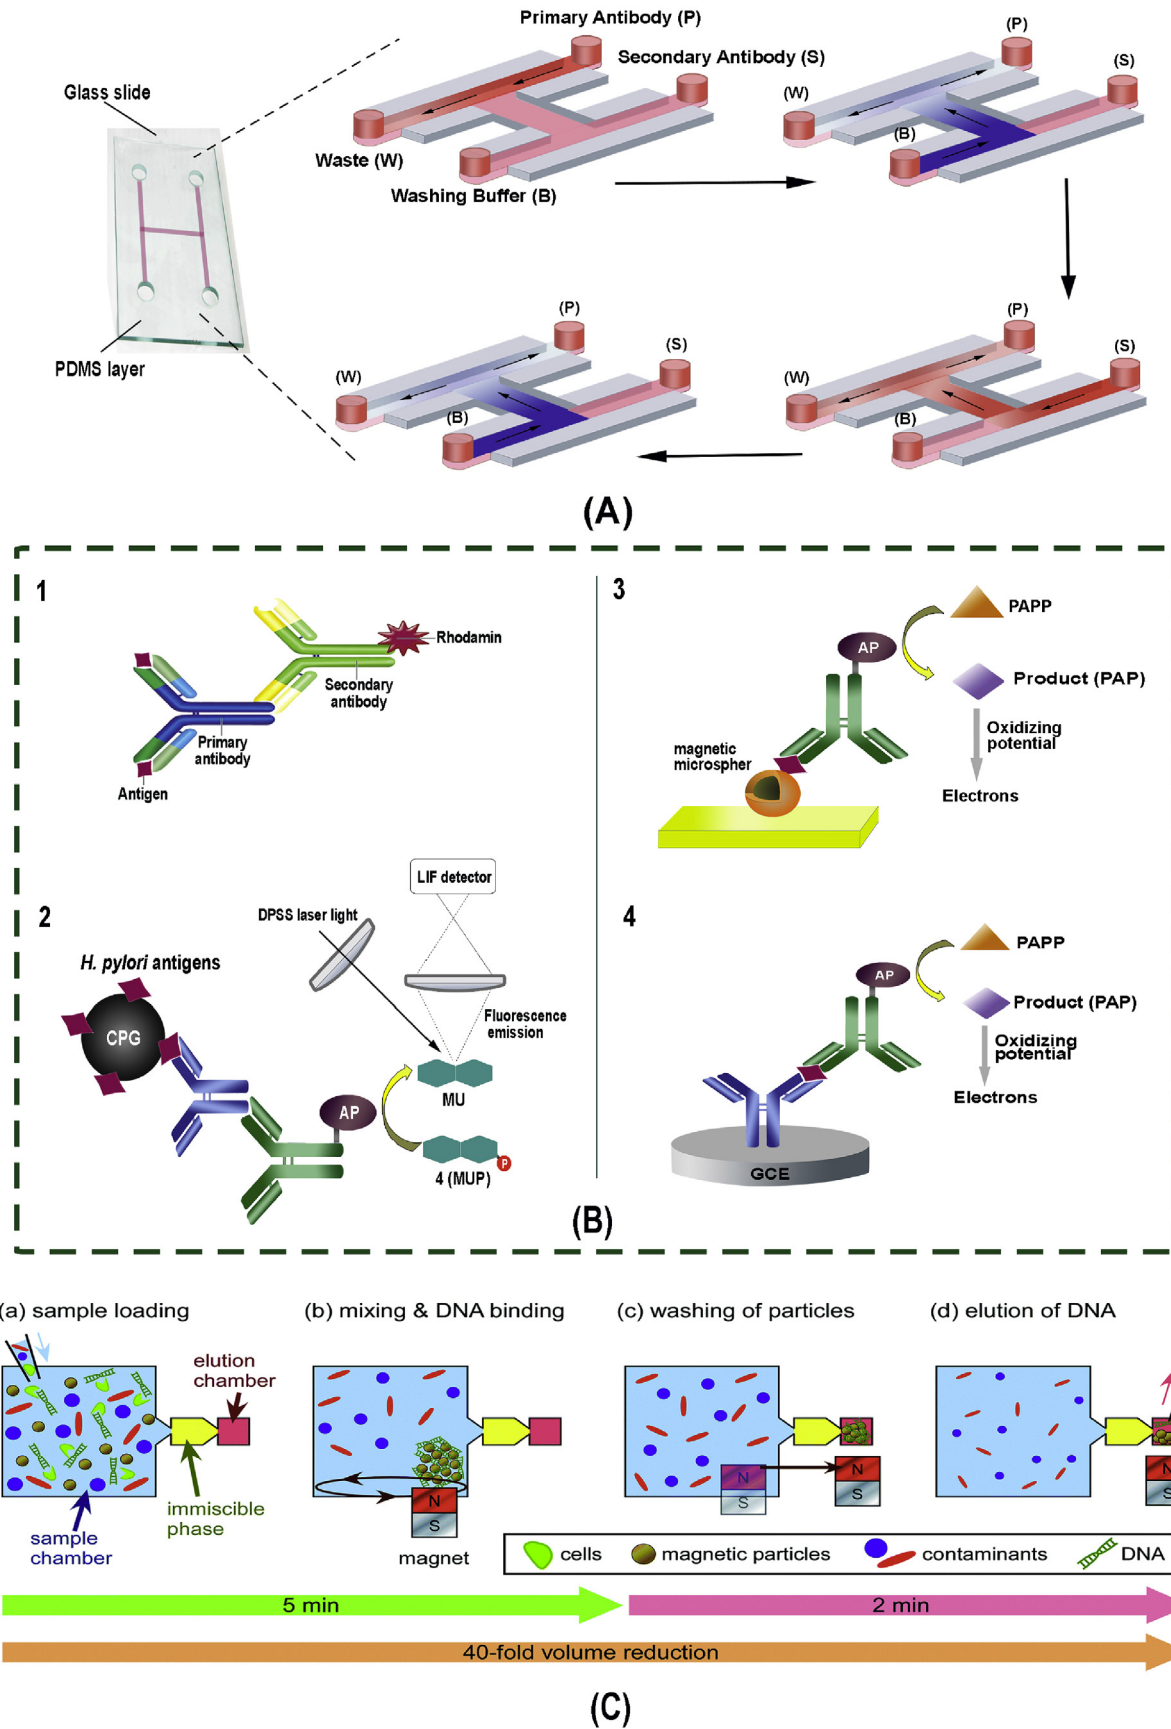 Primary Antibody (P)
Secondary Antibody (S)
Glass slide
Waste (W)
Washing Buffer (B)
PDMS layer
(P)
(S)
(W)
(B)
(P)
(S)
(W)
(B)
(P)
(S)
(W)
(B)
(A)
1
Rhodamin
Secondary
antibody
Primary
antibody
Antigen
2
LIF detector
DPSS laser light
H. pylori antigens
CPG
Fluorescence
emission
MU
AP
4 (MUP)
P
3
PAPP
AP
Product (PAP)
Oxidizing
potential
magnetic
microspher
Electrons
4
PAPP
AP
Product (PAP)
Oxidizing
potential
Electrons
GCE
(B)
(a) sample loading
(b) mixing & DNA binding
(c) washing of particles
(d) elution of DNA
elution
chamber
immiscible
phase
sample
chamber
N
S
magnet
N
S
N
S
N
S
cells
magnetic particles
contaminants
DNA
5 min
2 min
40-fold volume reduction
(C)